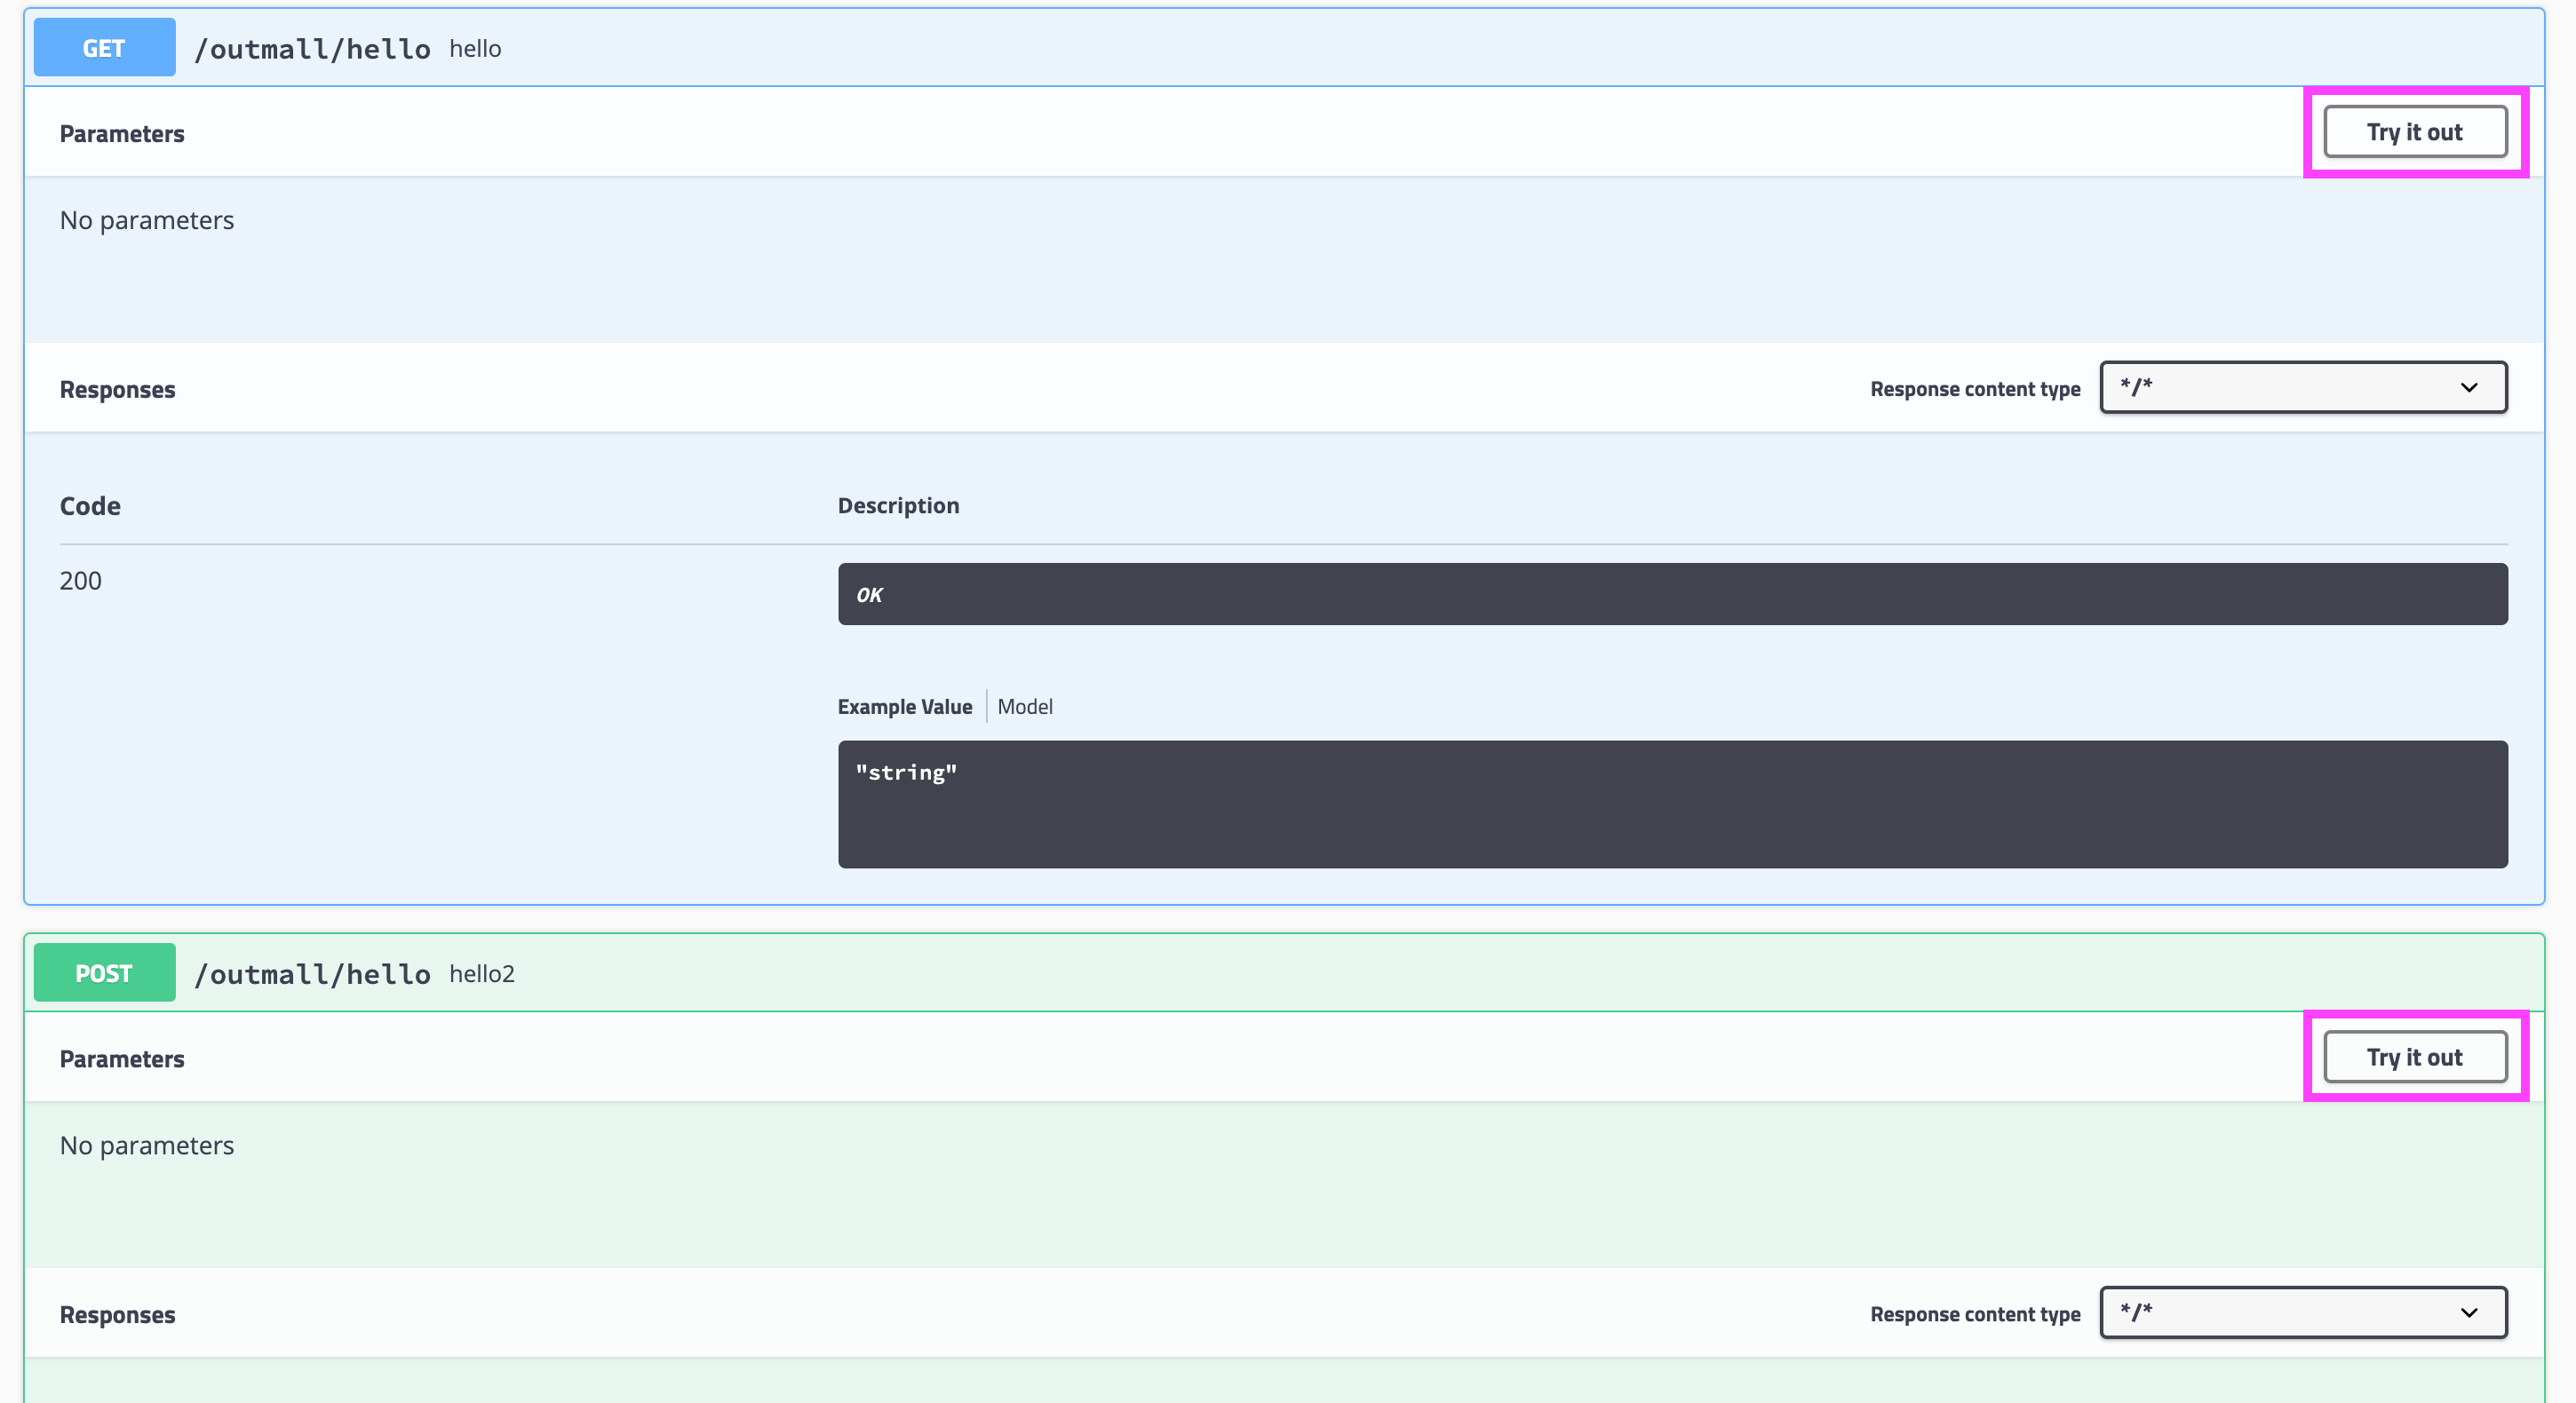 GET /outmall/hello hello
Parameters Try it out
No parameters
Responses Response content type */*
Code Description
200 OK
Example Value Model
"string"
POST /outmall/hello hello2
Parameters Try it out
No parameters
Responses Response content type */*